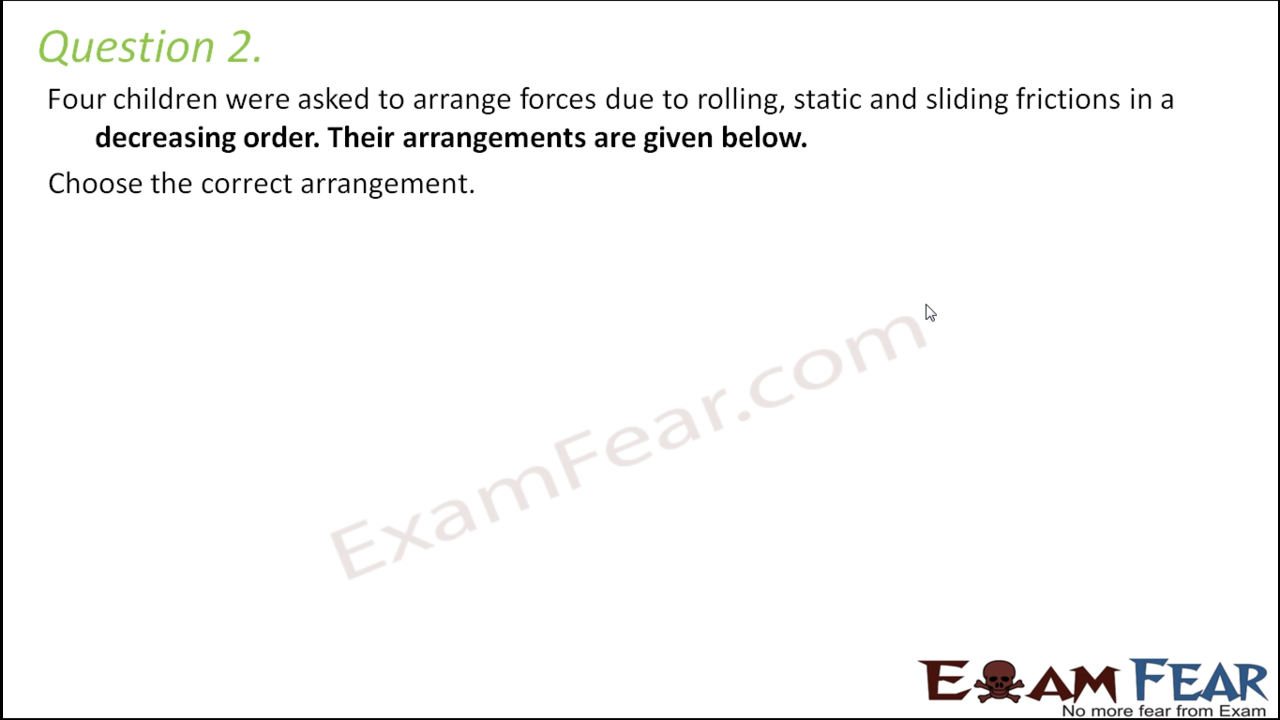 Question 2.
Four children were asked to arrange forces due to rolling, static and sliding frictions in a
decreasing order. Their arrangements are given below.
Choose the correct arrangement.
ExamFear.com
EXAM FEAR
No more fear from Exam